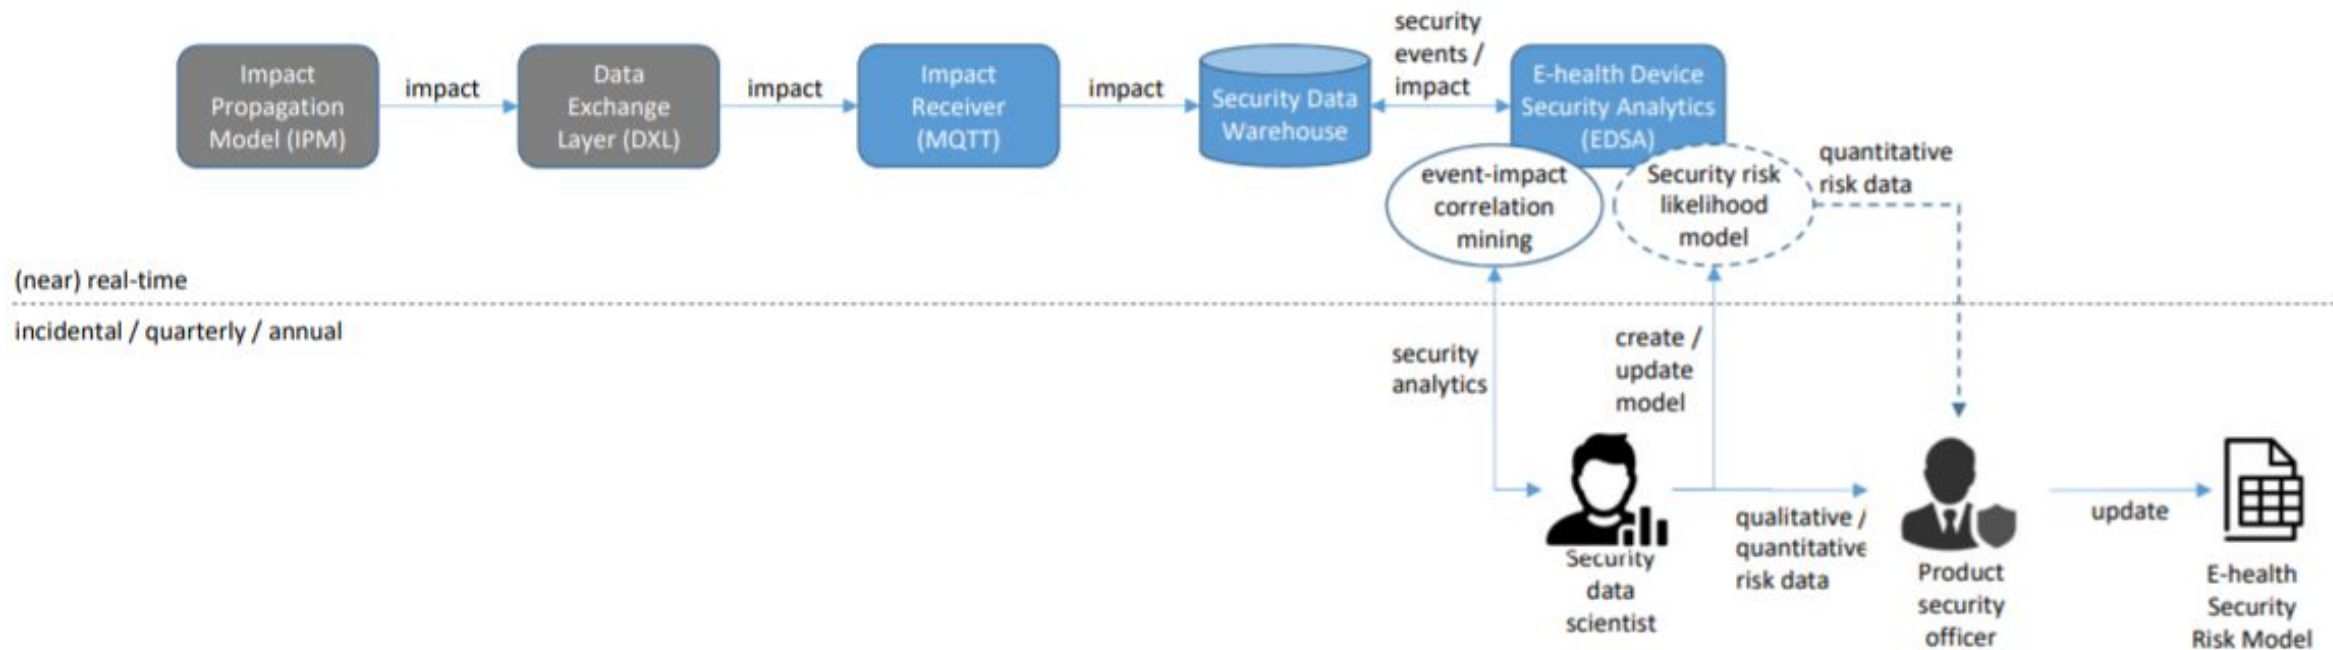 Impact
Propagation
Model (IPM)
impact
Data
Exchange
Layer (DXL)
impact
Impact
Receiver
(MQTT)
impact
Security Data
Warehouse
security
events /
impact
E-health Device
Security Analytics
(EDSA)
event-impact
correlation
mining
Security risk
likelihood
model
quantitative
risk data
(near) real-time
incidental / quarterly / annual
security
analytics
create /
update
model
Security
data
scientist
qualitative /
quantitative
risk data
Product
security
officer
update
E-health
Security
Risk Model